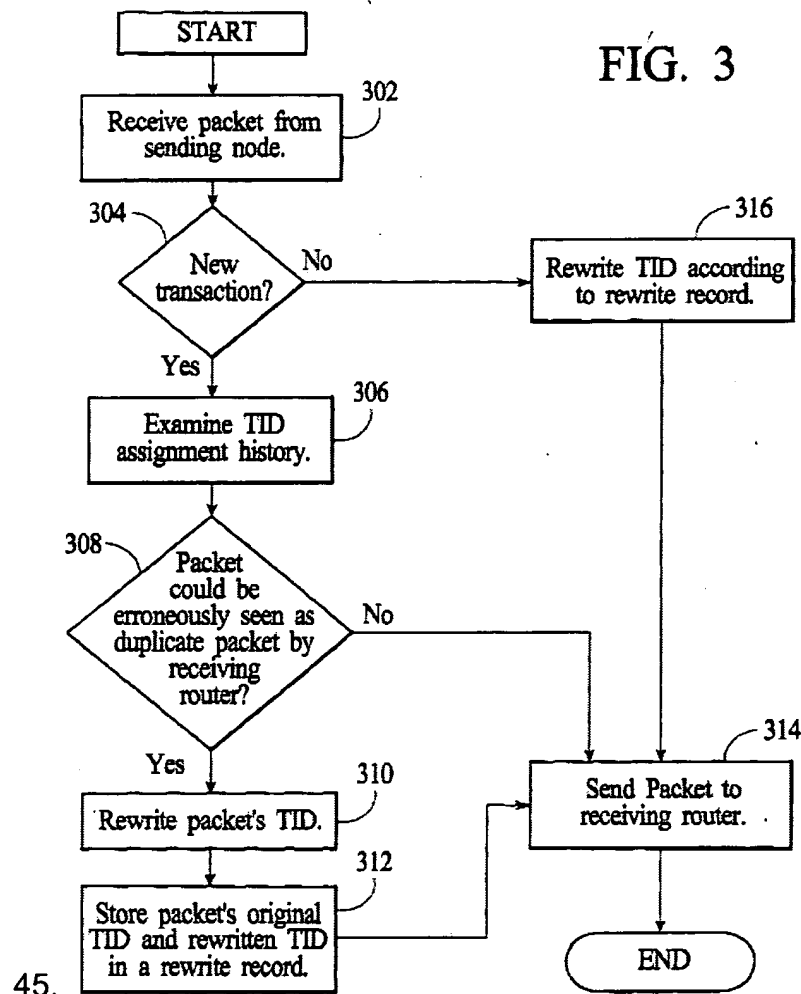 START
FIG. 3
302
Receive packet from
sending node.
304
New
transaction?
No
316
Rewrite TID according
to rewrite record.
Yes
306
Examine TID
assignment history.
308
Packet
could be
erroneously seen as
duplicate packet by
receiving
router?
No
Yes
314
Send Packet to
receiving router.
310
Rewrite packet's TID.
312
Store packet's original
TID and rewritten TID
in a rewrite record.
END
45.